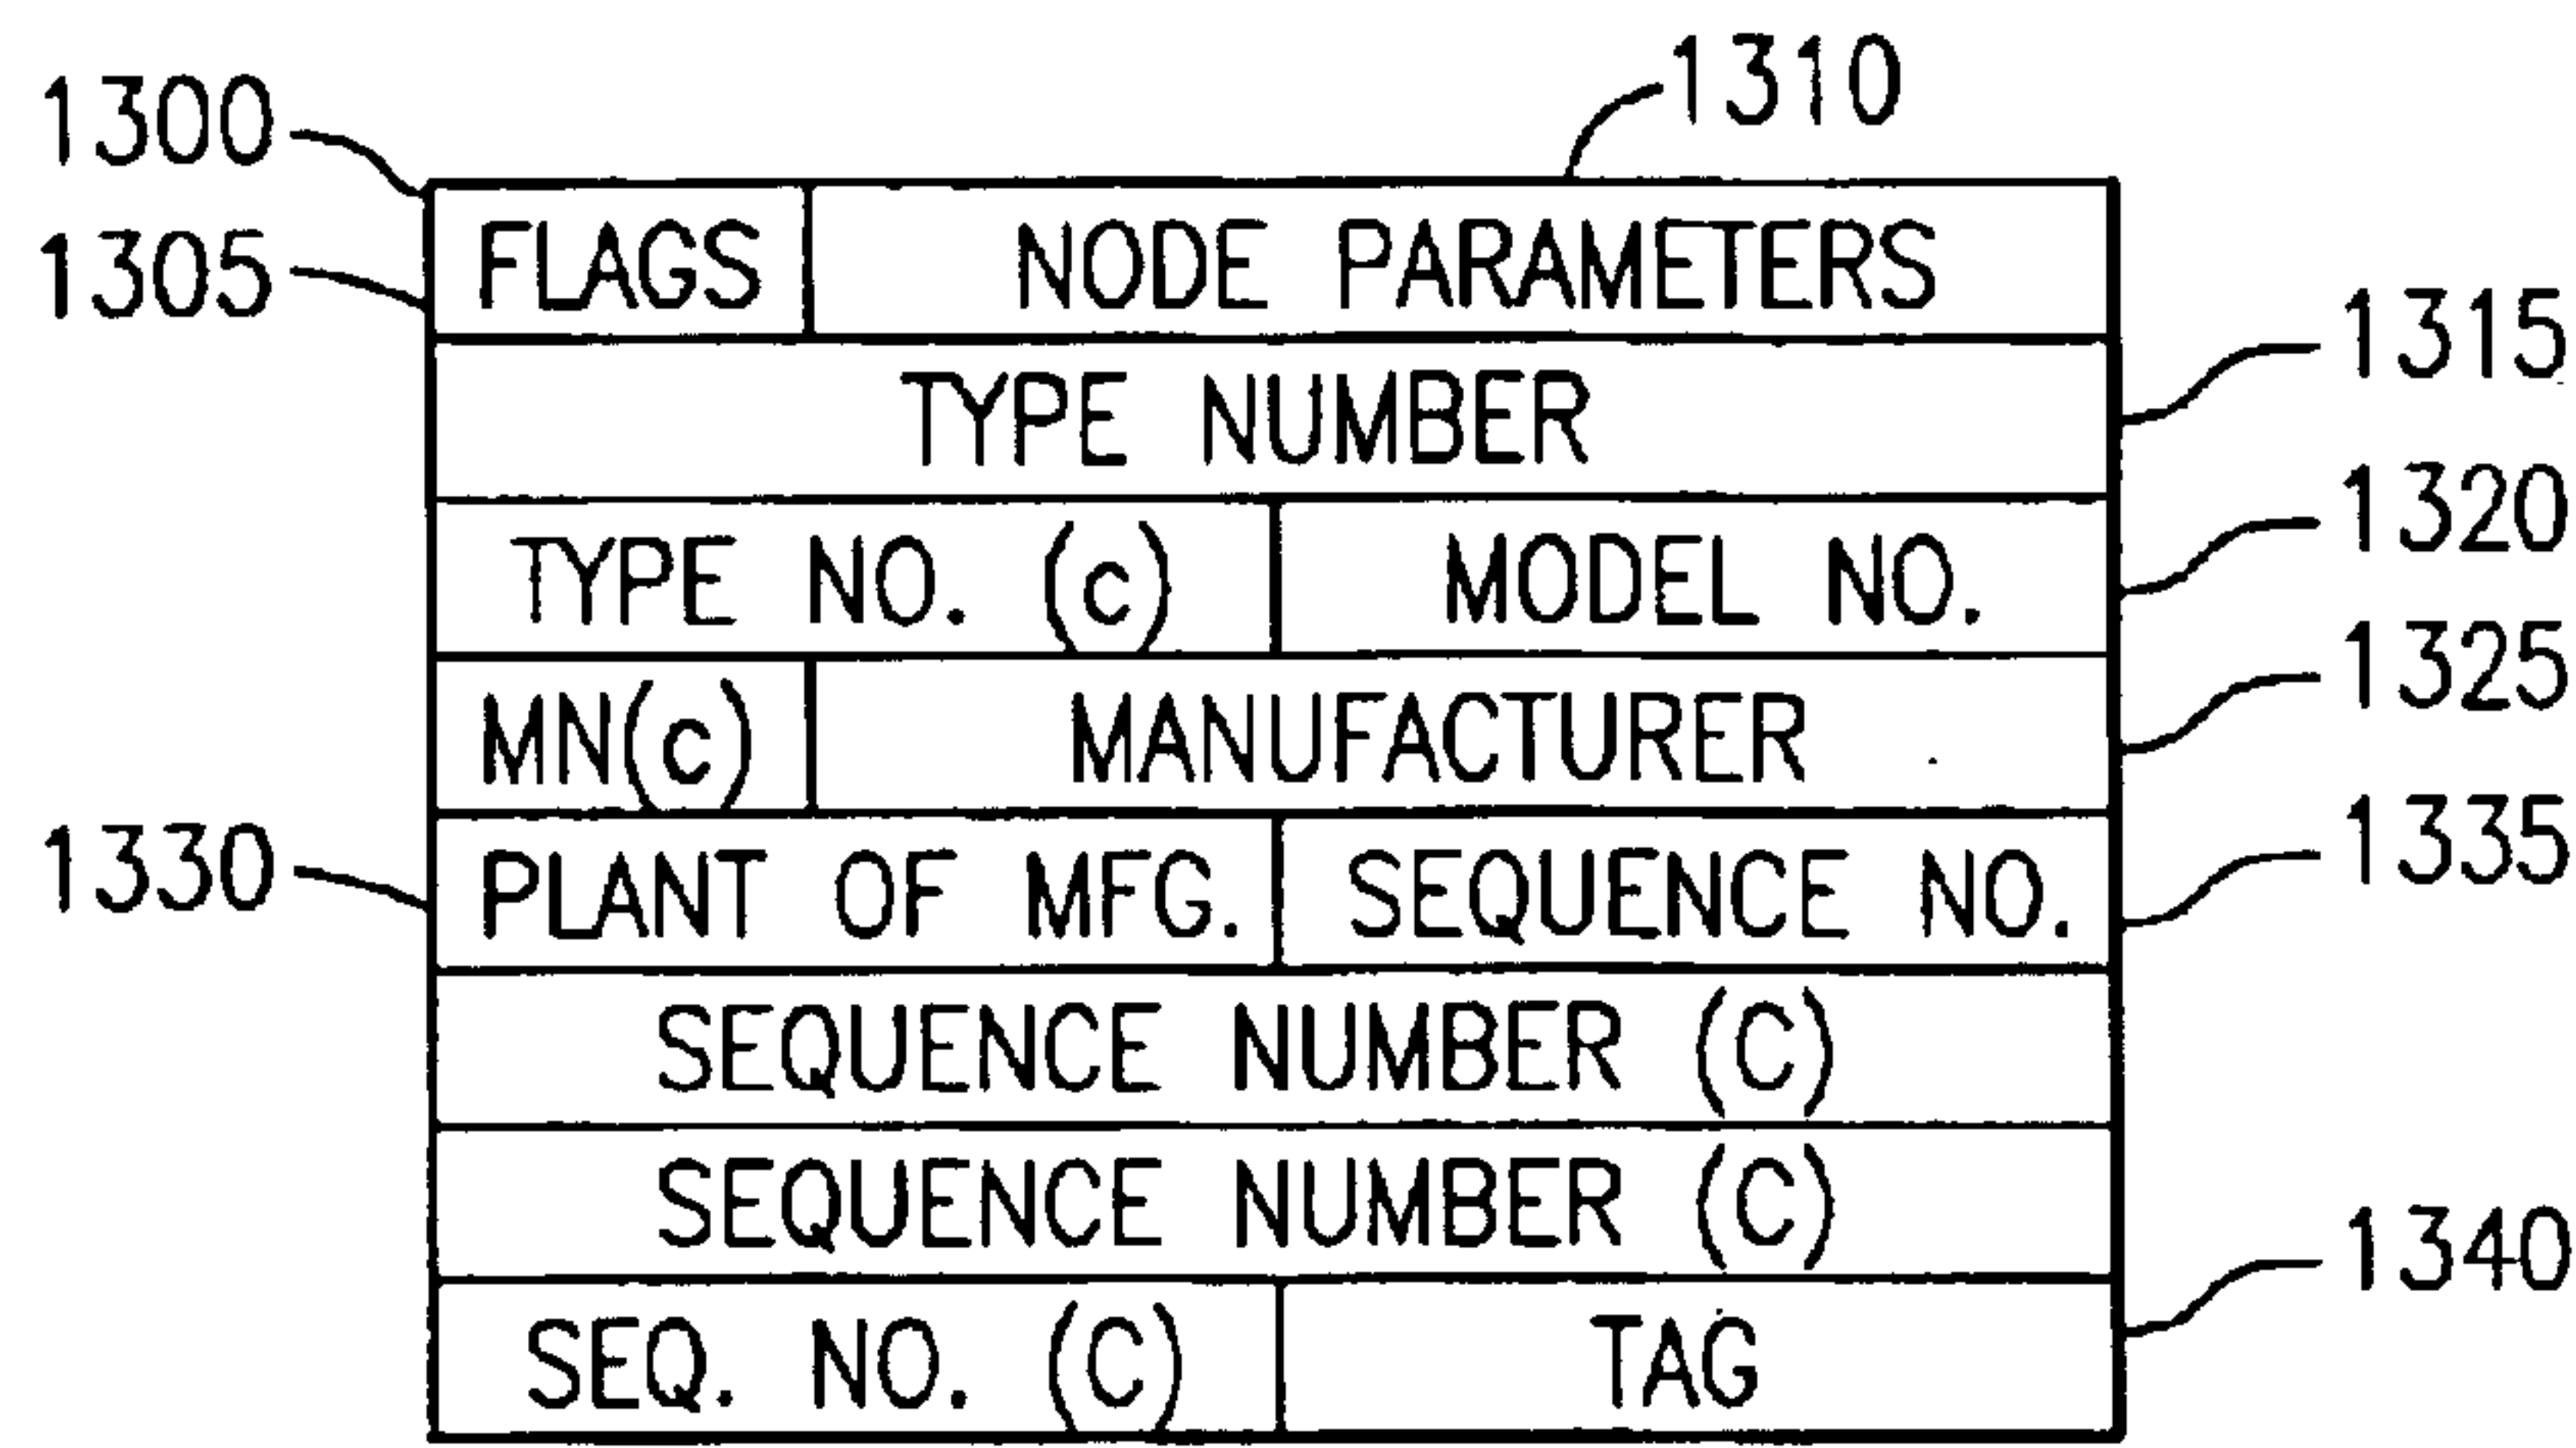 1310
1300
FLAGS NODE PARAMETERS
1305
TYPE NUMBER 1315
TYPE NO. (c) MODEL NO. 1320
MN(c) MANUFACTURER 1325
1330 PLANT OF MFG. SEQUENCE NO. 1335
SEQUENCE NUMBER (C)
SEQUENCE NUMBER (C)
SEQ. NO. (C) TAG 1340